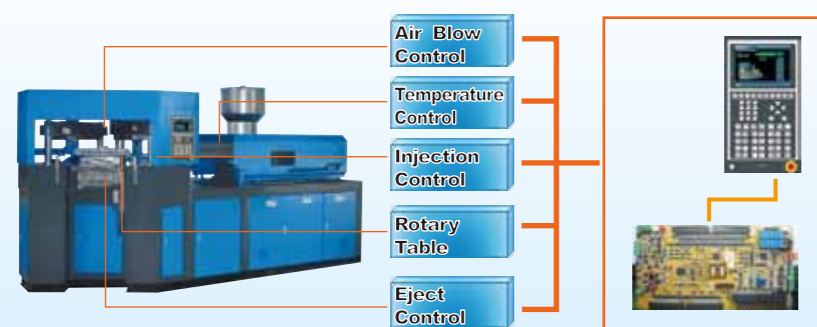 Air Blow
Control
Temperature
Control
Injection
Control
Rotary
Table
Eject
Control